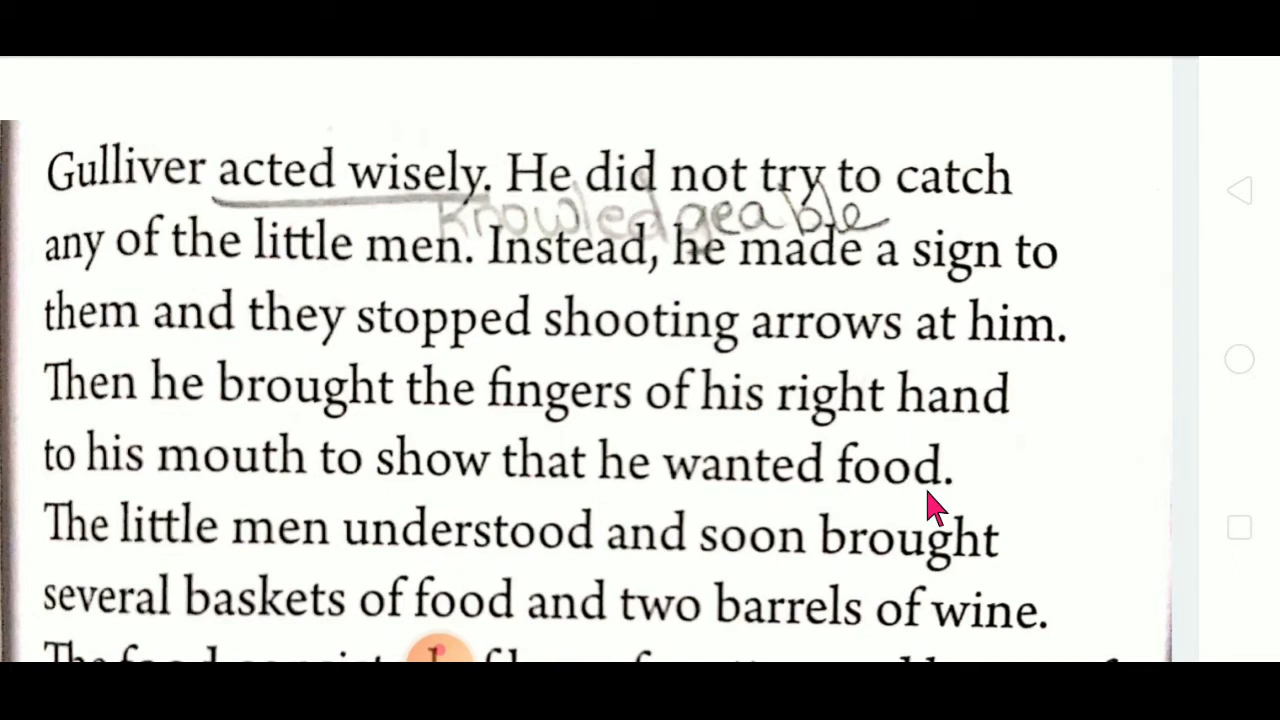 Gulliver acted wisely. He did not try to catch
Knowledgeable
any of the little men. Instead, he made a sign to
them and they stopped shooting arrows at him.
Then he brought the fingers of his right hand
to his mouth to show that he wanted food.
The little men understood and soon brought
several baskets of food and two barrels of wine.
The food